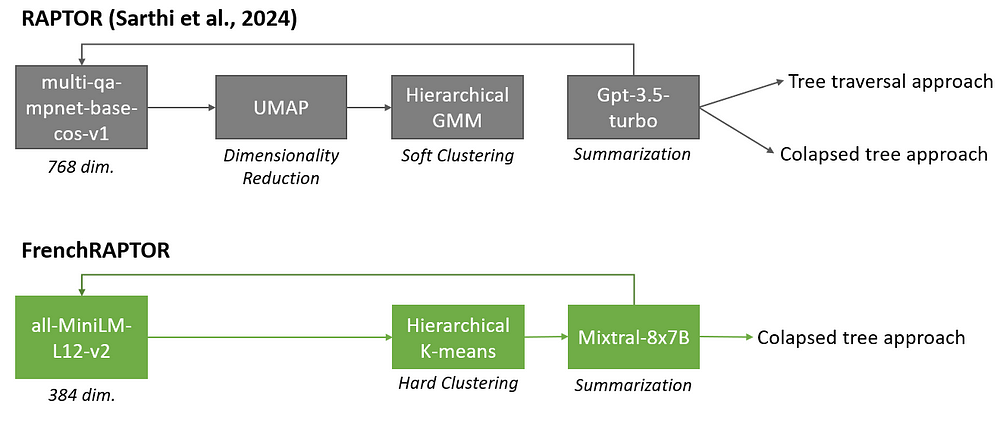 RAPTOR (Sarthi et al., 2024)
multi-qa-
mpnet-base-
cos-v1
768 dim.
UMAP
Dimensionality
Reduction
Hierarchical
GMM
Soft Clustering
Gpt-3.5-
turbo
Summarization
Tree traversal approach
Colapsed tree approach
FrenchRAPTOR
all-MiniLM-
L12-v2
384 dim.
Hierarchical
K-means
Hard Clustering
Mixtral-8x7B
Summarization
Colapsed tree approach